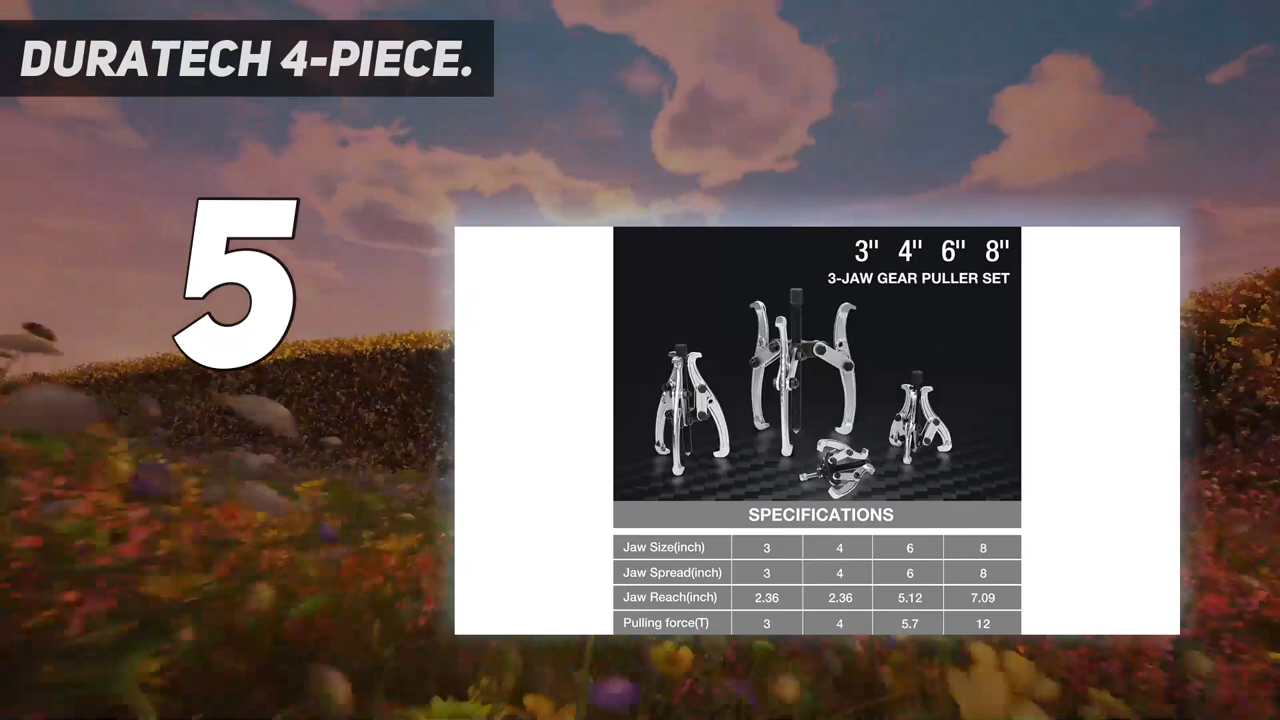 DURATECH 4-PIECE.
5
3" 4" 6" 8"
3-JAW GEAR PULLER SET
SPECIFICATIONS
Jaw Size(inch) 3 4 6 8
Jaw Spread(inch) 3 4 6 8
Jaw Reach(inch) 2.36 2.36 5.12 7.09
Pulling force(T) 3 4 5.7 12